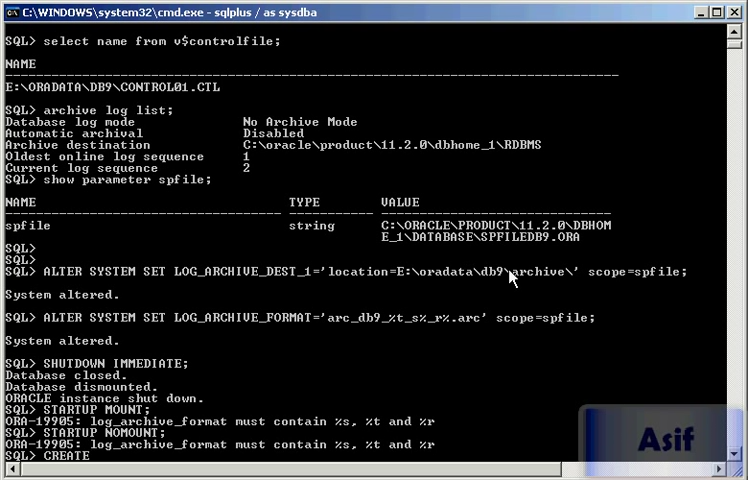 C:\WINDOWS\system32\cmd.exe - sqlplus / as sysdba
SQL> select name from v$controlfile;
NAME
--------------------------------------------------------------------------------
E:\ORADATA\DB9\CONTROL01.CTL
SQL> archive log list;
Database log mode No Archive Mode
Automatic archival Disabled
Archive destination C:\oracle\product\11.2.0\dbhome_1\RDBMS
Oldest online log sequence 1
Current log sequence 2
SQL> show parameter spfile;
NAME TYPE VALUE
------------------------------------ ----------- ------------------------------
spfile string C:\ORACLE\PRODUCT\11.2.0\DBHOM
E_1\DATABASE\SPFILEDB9.ORA
SQL>
SQL>
SQL> ALTER SYSTEM SET LOG_ARCHIVE_DEST_1='location=E:\oradata\db9\archive\' scope=spfile;
System altered.
SQL> ALTER SYSTEM SET LOG_ARCHIVE_FORMAT='arc_db9_%t_s%_r%.arc' scope=spfile;
System altered.
SQL> SHUTDOWN IMMEDIATE;
Database closed.
Database dismounted.
ORACLE instance shut down.
SQL> STARTUP MOUNT;
ORA-19905: log_archive_format must contain %s, %t and %r
SQL> STARTUP NOMOUNT;
ORA-19905: log_archive_format must contain %s, %t and %r
SQL> CREATE
Asif